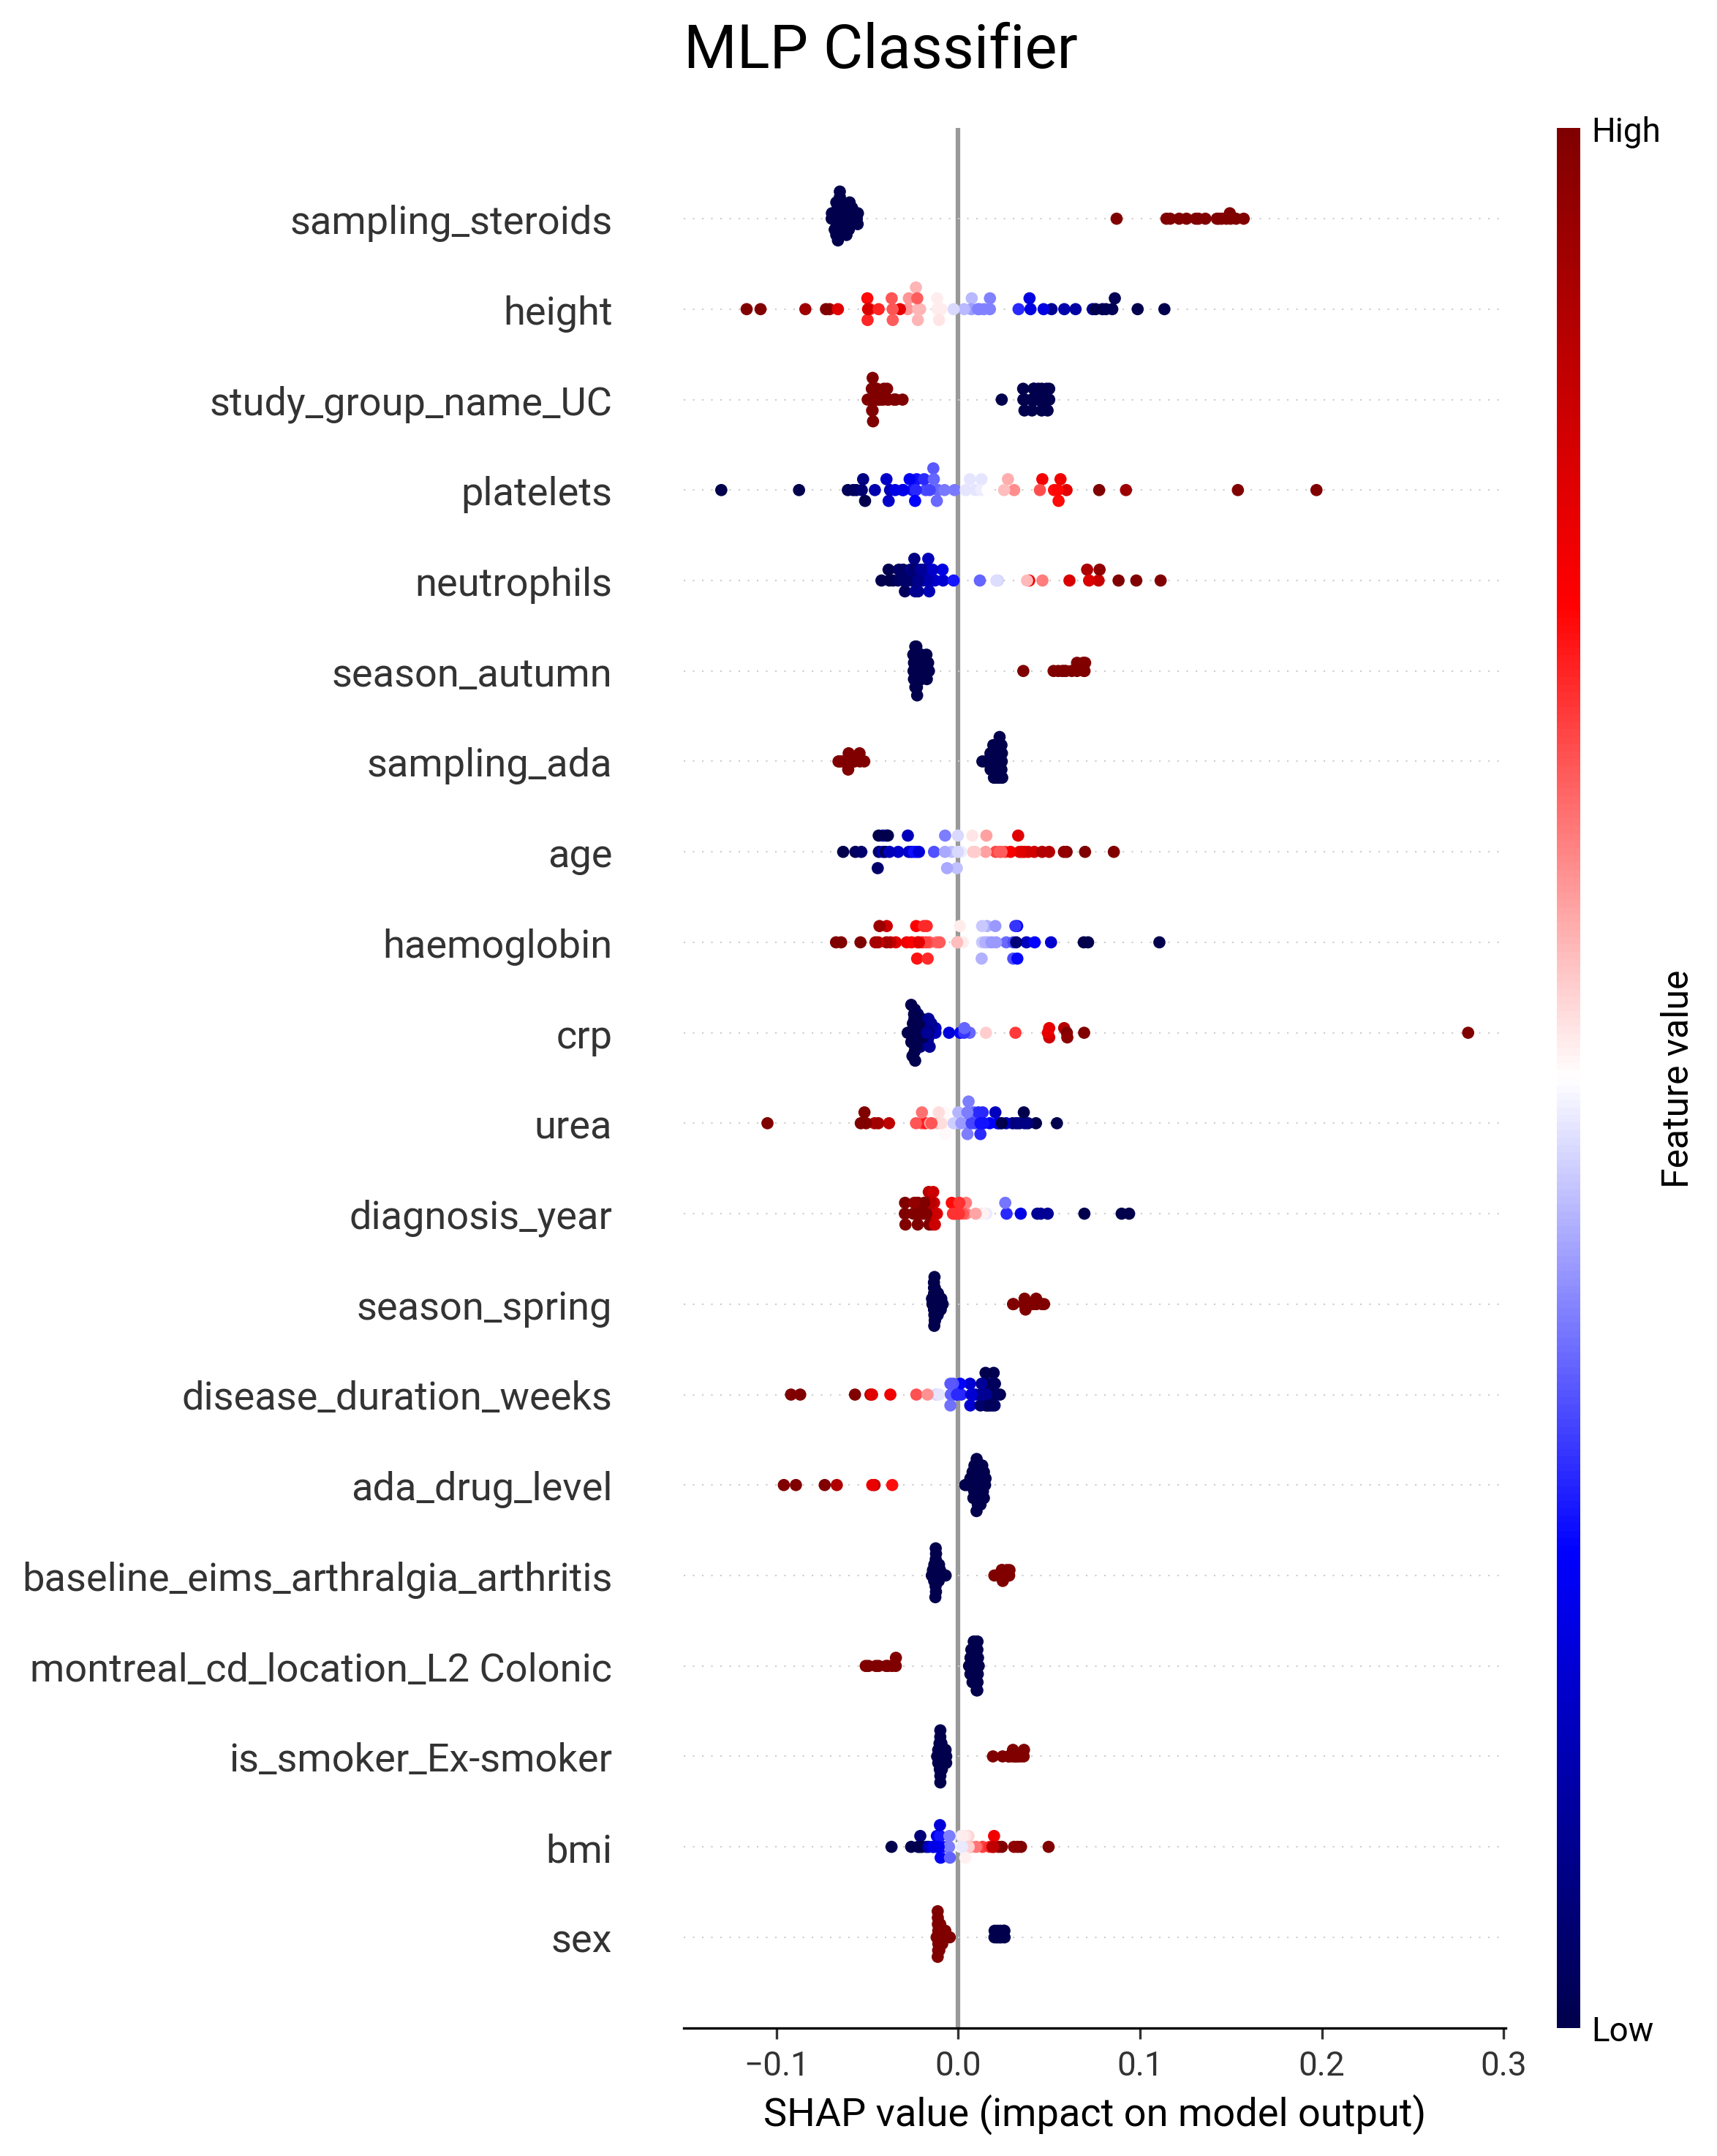 MLP Classifier
High
sampling_steroids
height
study_group_name_UC
platelets
neutrophils
season_autumn
sampling_ada
age
haemoglobin
crp
urea
diagnosis_year
season_spring
disease_duration_weeks
ada_drug_level
baseline_eims_arthralgia_arthritis
montreal_cd_location_L2 Colonic
is_smoker_Ex-smoker
bmi
sex
Feature value
Low
−0.1 0.0 0.1 0.2 0.3
SHAP value (impact on model output)